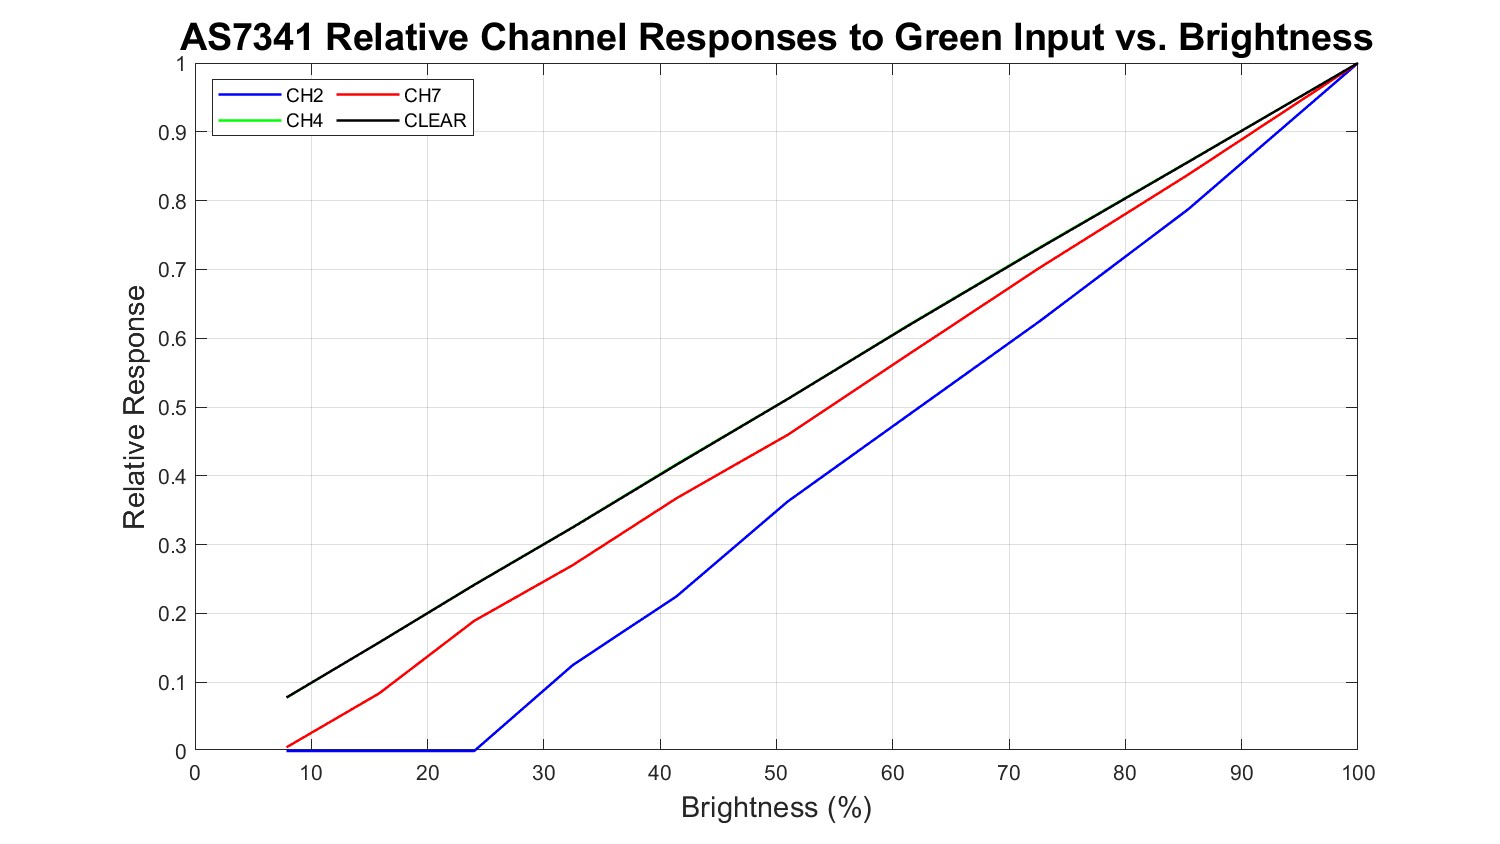 AS7341 Relative Channel Responses to Green Input vs. Brightness
CH2 CH7
CH4 CLEAR
1
0.9
0.8
0.7
0.6
0.5
0.4
0.3
0.2
0.1
0
Relative Response
0 10 20 30 40 50 60 70 80 90 100
Brightness (%)